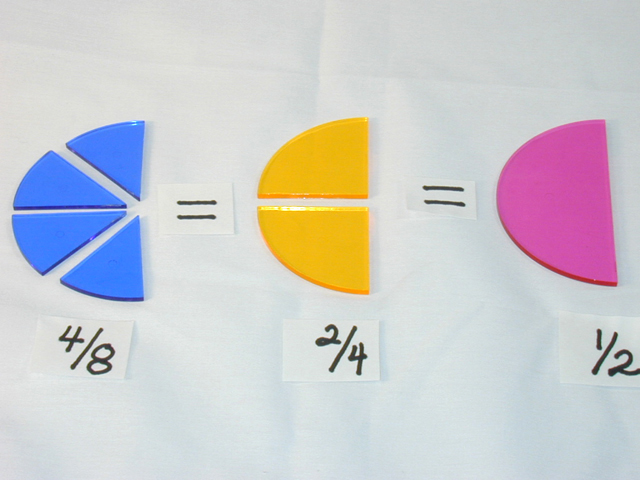 = =
4/8 2/4 1/2